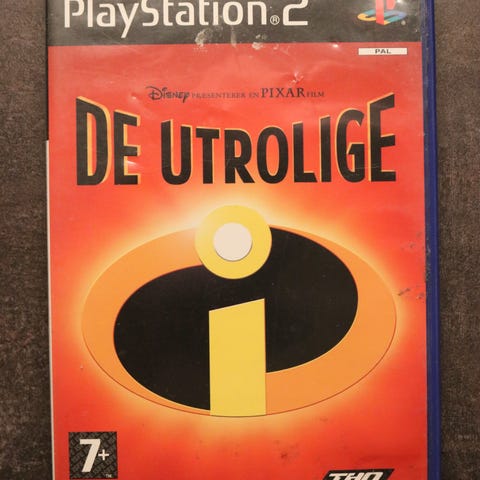 PlayStation®2
PAL
Disney PRESENTERER EN PIXAR FILM
DE UTROLIGE
i
7+
THQ